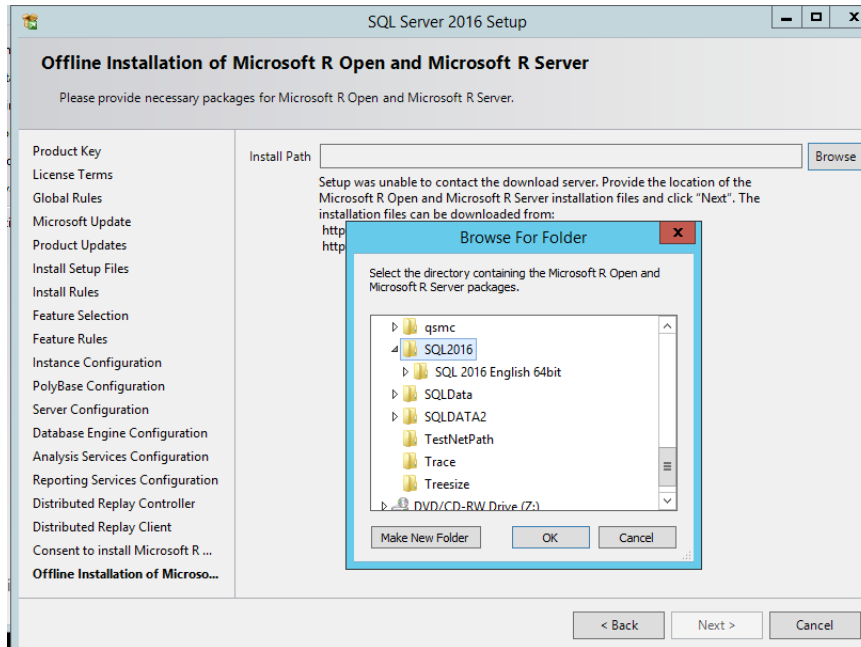 SQL Server 2016 Setup
Offline Installation of Microsoft R Open and Microsoft R Server
Please provide necessary packages for Microsoft R Open and Microsoft R Server.
Product Key
License Terms
Global Rules
Microsoft Update
Product Updates
Install Setup Files
Install Rules
Feature Selection
Feature Rules
Instance Configuration
PolyBase Configuration
Server Configuration
Database Engine Configuration
Analysis Services Configuration
Reporting Services Configuration
Distributed Replay Controller
Distributed Replay Client
Consent to install Microsoft R ...
Offline Installation of Microso...
Install Path
Browse
Setup was unable to contact the download server. Provide the location of the
Microsoft R Open and Microsoft R Server installation files and click "Next". The
installation files can be downloaded from:
http
http
Browse For Folder
x
Select the directory containing the Microsoft R Open and
Microsoft R Server packages.
qsmc
SQL2016
SQL 2016 English 64bit
SQLData
SQLDATA2
TestNetPath
Trace
Treesize
DVD/CD-RW Drive (Z:)
Make New Folder
OK
Cancel
< Back
Next >
Cancel